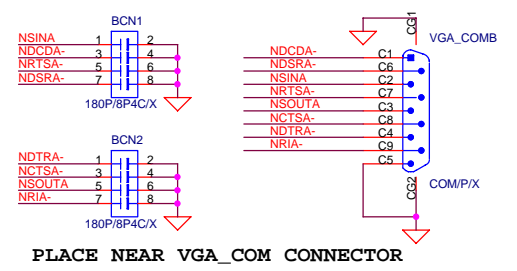 BCN1
NSINA 1 2
NDCDA- 3 4
NRTSA- 5 6
NDSRA- 7 8
180P/8P4C/X
BCN2
NDTRA- 1 2
NCTSA- 3 4
NSOUTA 5 6
NRIA- 7 8
180P/8P4C/X
CG1
VGA_COMB
NDCDA- C1
NDSRA- C6
NSINA C2
NRTSA- C7
NSOUTA C3
NCTSA- C8
NDTRA- C4
NRIA- C9
C5
CG2
COM/P/X
PLACE NEAR VGA_COM CONNECTOR